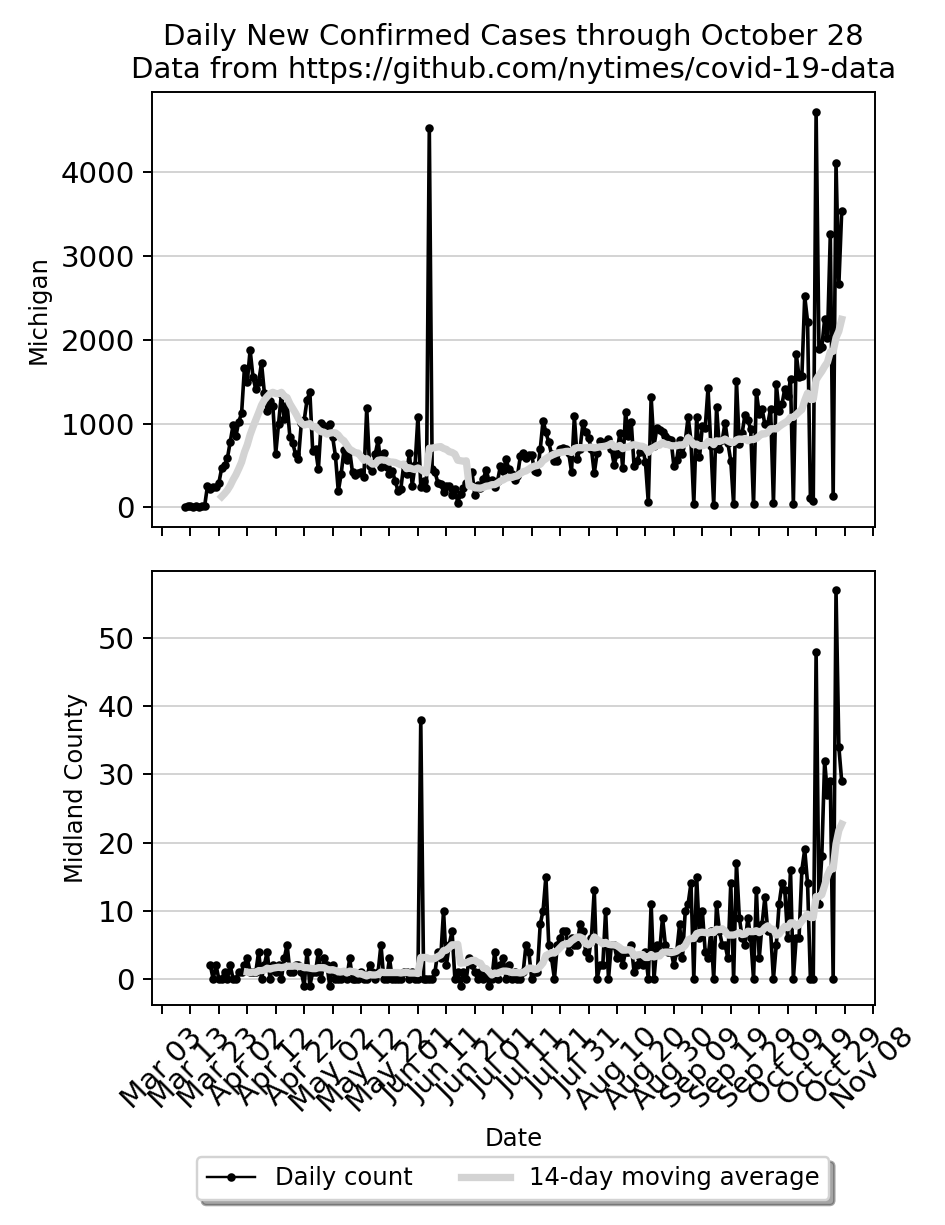 Daily New Confirmed Cases through October 28
Data from https://github.com/nytimes/covid-19-data
Michigan
4000
3000
2000
1000
0
Midland County
50
40
30
20
10
0
Mar 03
Mar 13
Mar 23
Apr 02
Apr 12
Apr 22
May 02
May 12
May 22
Jun 01
Jun 11
Jun 21
Jul 01
Jul 11
Jul 21
Jul 31
Aug 10
Aug 20
Aug 30
Sep 09
Sep 19
Sep 29
Oct 09
Oct 19
Oct 29
Nov 08
Date
Daily count
14-day moving average